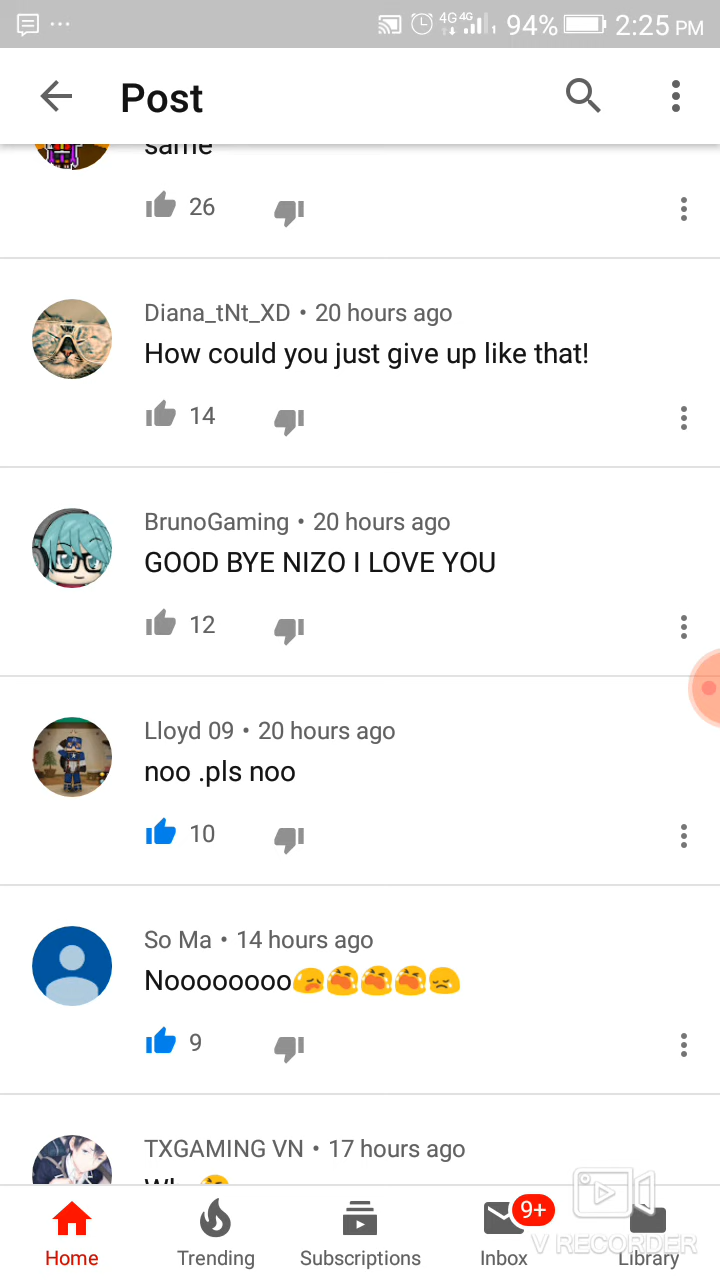 4G 4G 94% 2:25 PM
Post
same
26
Diana_tNt_XD • 20 hours ago
How could you just give up like that!
14
BrunoGaming • 20 hours ago
GOOD BYE NIZO I LOVE YOU
12
Lloyd 09 • 20 hours ago
noo .pls noo
10
So Ma • 14 hours ago
Noooooooo😥😭😭😭😢
9
TXGAMING VN • 17 hours ago
9+
V RECORDER
Home Trending Subscriptions Inbox Library